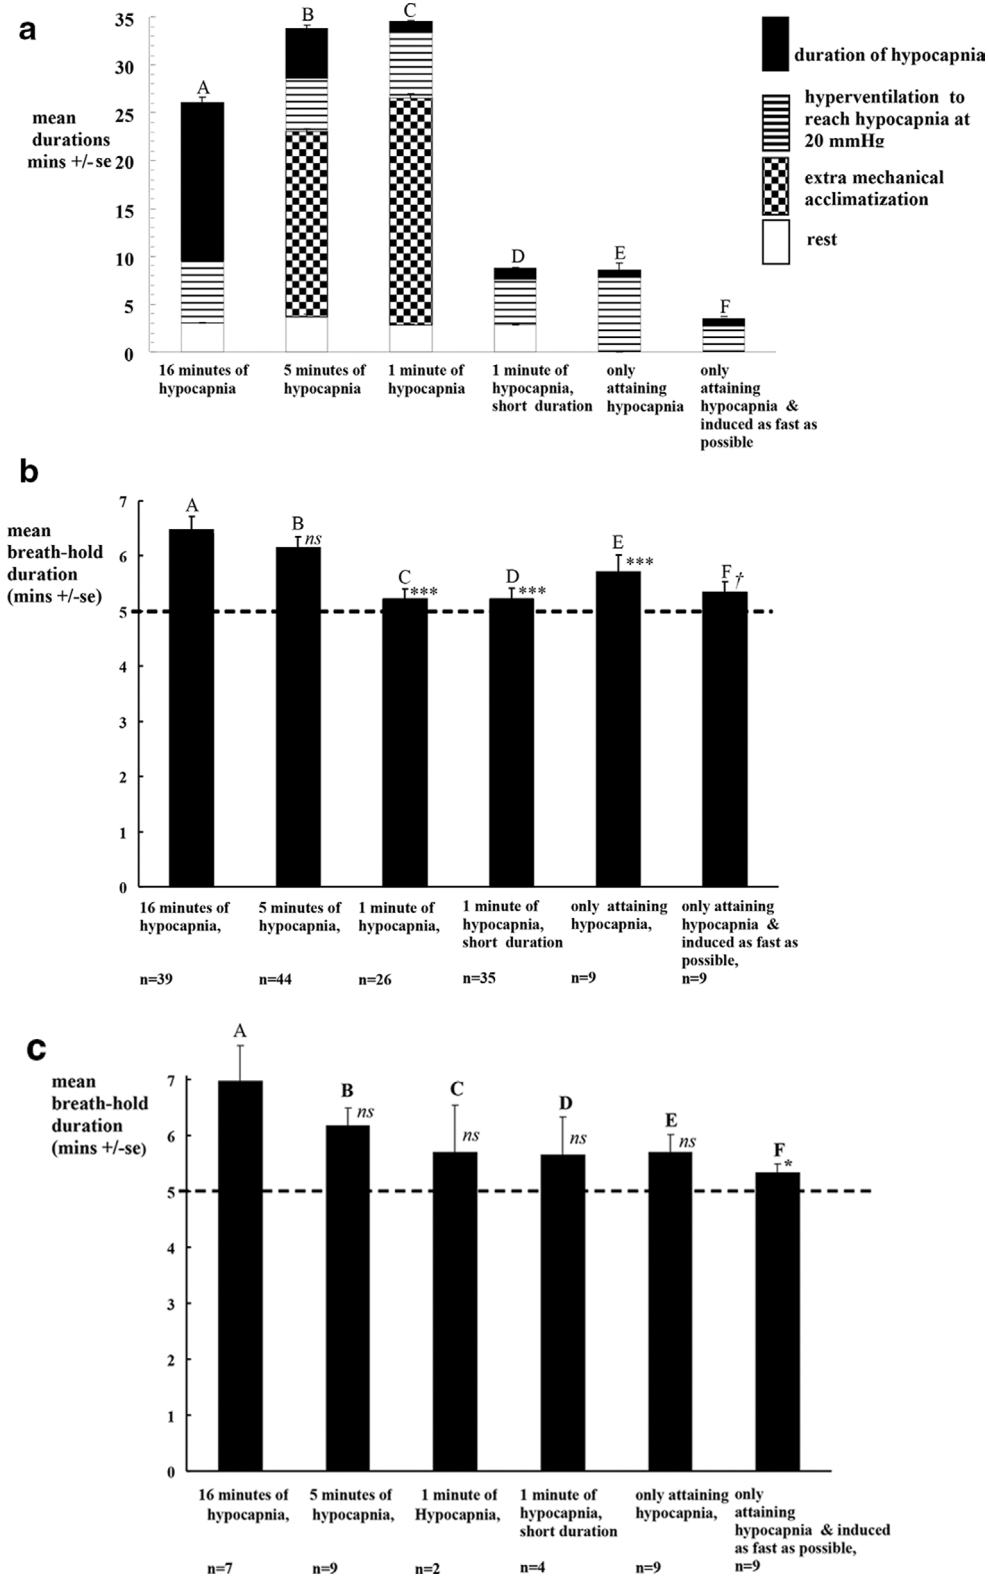 a
35
30
25
20
15
10
5
0
mean
durations
mins +/-se
A
B
C
D
E
F
duration of hypocapnia
hyperventilation to
reach hypocapnia at
20 mmHg
extra mechanical
acclimatization
rest
16 minutes of
hypocapnia
5 minutes of
hypocapnia
1 minute of
hypocapnia
1 minute of
hypocapnia,
short duration
only
attaining
hypocapnia
only
attaining
hypocapnia &
induced as fast as
possible
b
mean
breath-hold
duration
(mins +/-se)
7
6
5
4
3
2
1
0
A
B
ns
C
***
D
***
E
***
F
†
16 minutes of
hypocapnia,
n=39
5 minutes of
hypocapnia,
n=44
1 minute of
hypocapnia,
n=26
1 minute of
hypocapnia,
short duration
n=35
only attaining
hypocapnia,
n=9
only attaining
hypocapnia &
induced as fast as
possible,
n=9
c
mean
breath-hold
duration
(mins +/-se)
7
6
5
4
3
2
1
0
A
B
ns
C
ns
D
ns
E
ns
F
*
16 minutes of
hypocapnia,
n=7
5 minutes of
hypocapnia,
n=9
1 minute of
Hypocapnia,
n=2
1 minute of
hypocapnia,
short duration
n=4
only attaining
hypocapnia,
n=9
only
attaining
hypocapnia & induced
as fast as possible,
n=9